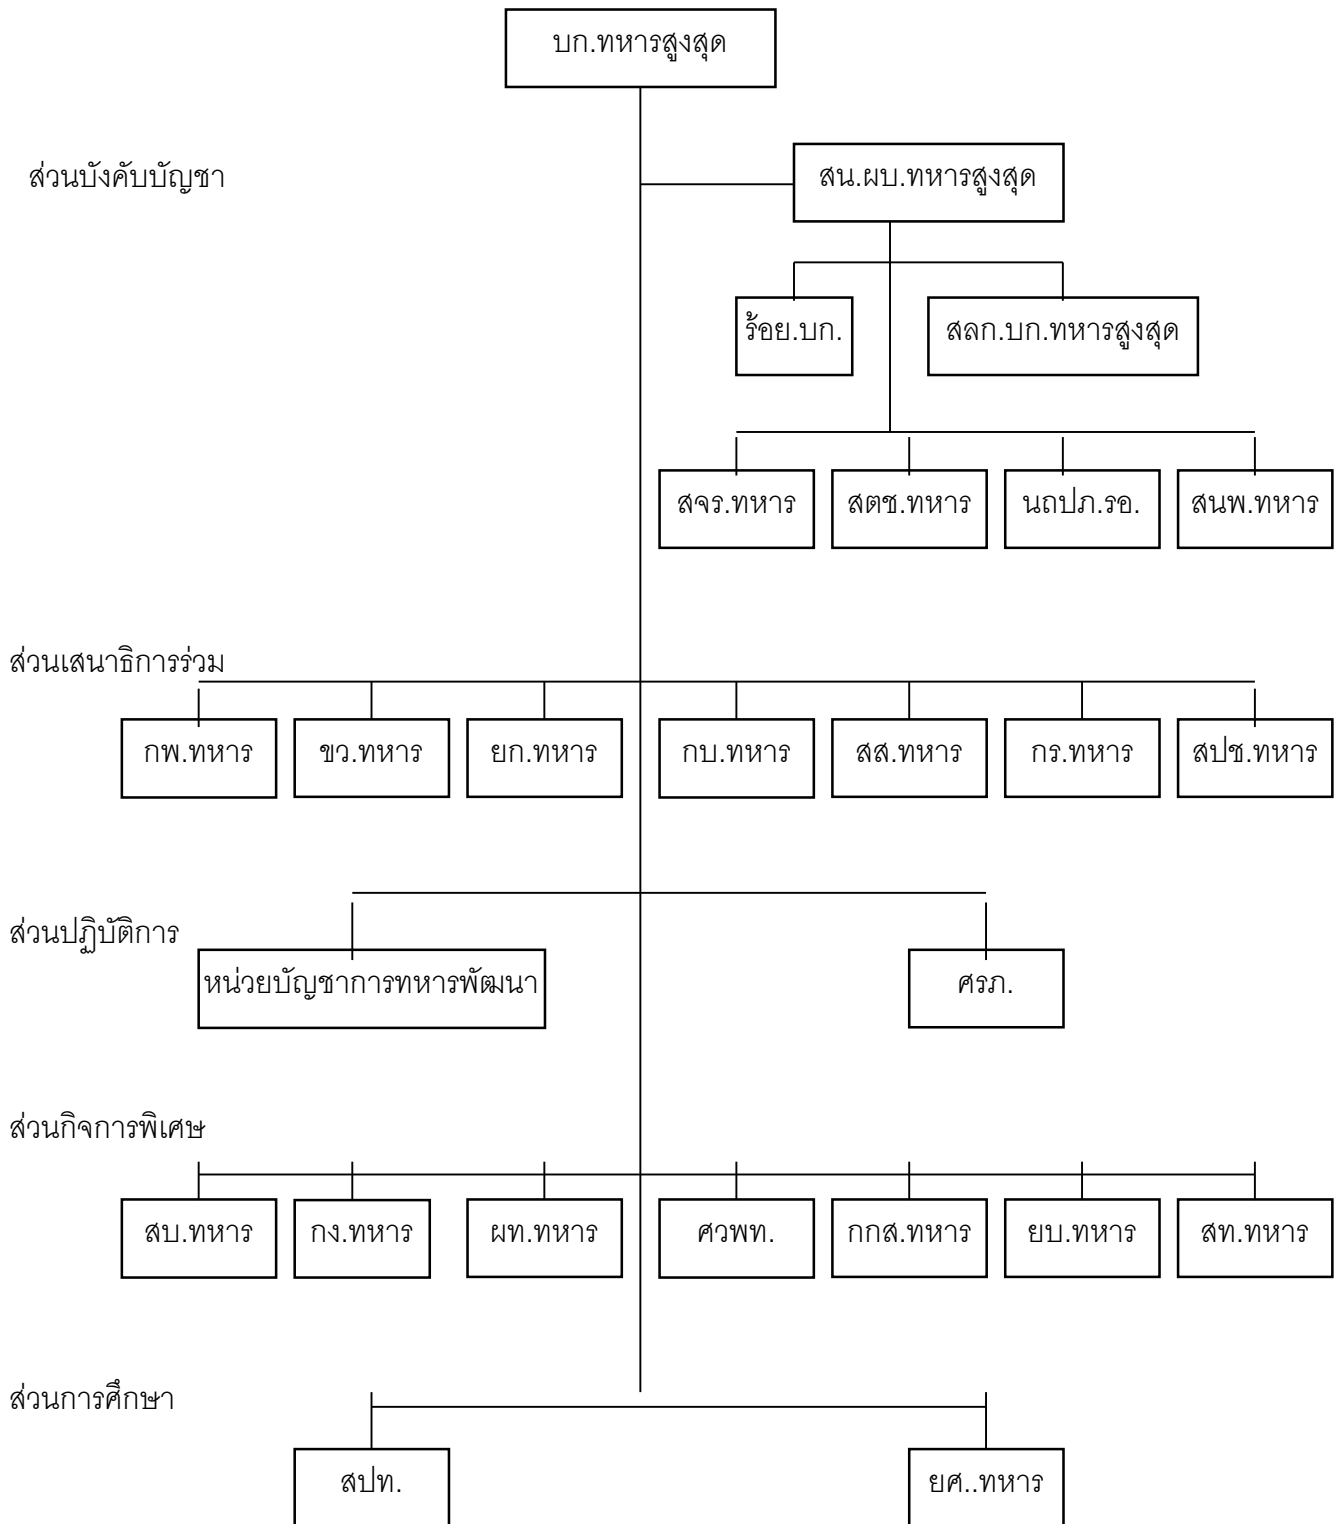 บก.ทหารสูงสุด
ส่วนบังคับบัญชา
สน.ผบ.ทหารสูงสุด
ร้อย.บก.
สลก.บก.ทหารสูงสุด
สจร.ทหาร
สตช.ทหาร
นถปภ.รอ.
สนพ.ทหาร
ส่วนเสนาธิการร่วม
กพ.ทหาร
ขว.ทหาร
ยก.ทหาร
กบ.ทหาร
สส.ทหาร
กร.ทหาร
สปช.ทหาร
ส่วนปฏิบัติการ
หน่วยบัญชาการทหารพัฒนา
ศรภ.
ส่วนกิจการพิเศษ
สบ.ทหาร
กง.ทหาร
ผท.ทหาร
ศวพท.
กกส.ทหาร
ยบ.ทหาร
สท.ทหาร
ส่วนการศึกษา
สปท.
ยศ..ทหาร